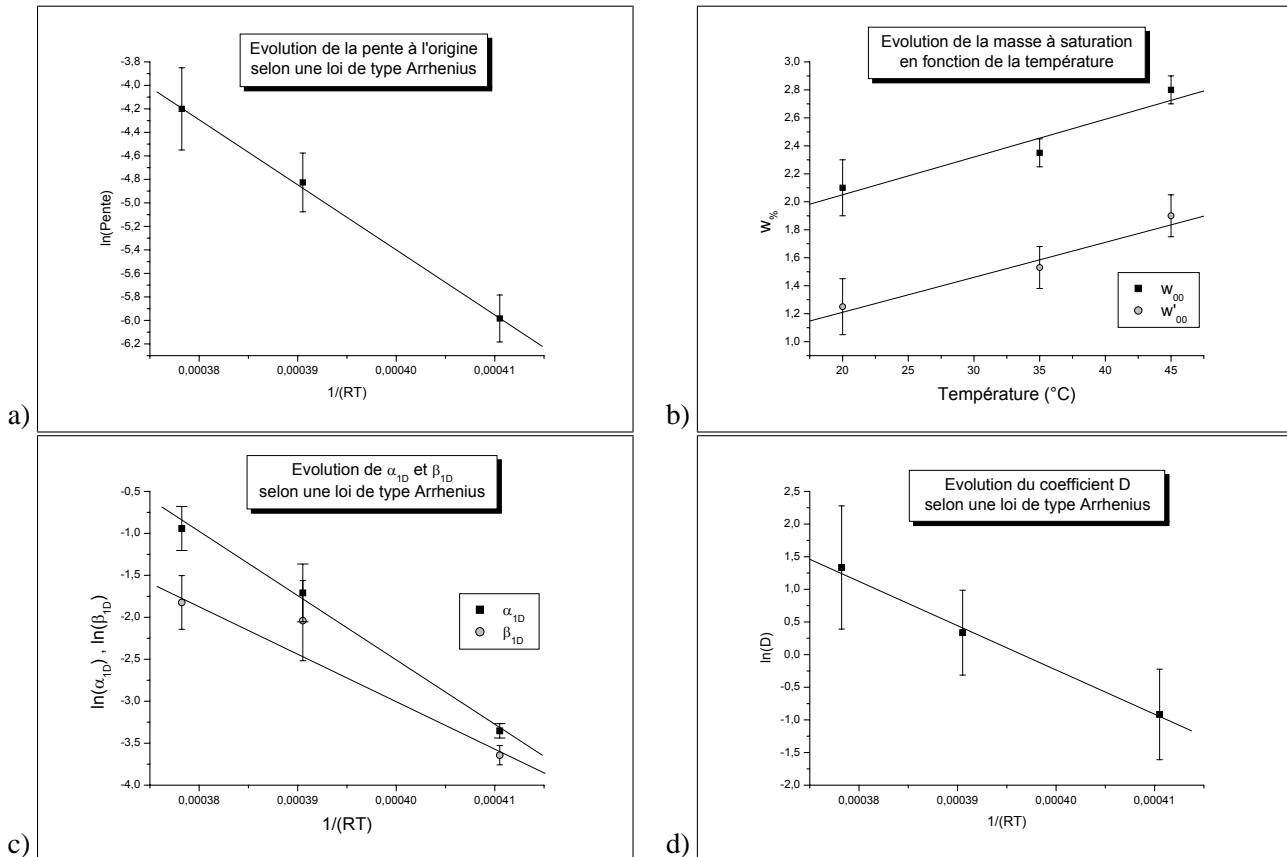 Evolution de la pente à l'origine
selon une loi de type Arrhenius
-3,8
-4,0
-4,2
-4,4
-4,6
-4,8
-5,0
-5,2
-5,4
-5,6
-5,8
-6,0
-6,2
ln(Pente)
0,00038
0,00039
0,00040
0,00041
1/(RT)
a)
Evolution de la masse à saturation
en fonction de la température
3,0
2,8
2,6
2,4
2,2
2,0
1,8
1,6
1,4
1,2
1,0
w%
w00
w'00
20
25
30
35
40
45
Température (°C)
b)
Evolution de α1D et β1D
selon une loi de type Arrhenius
-0,5
-1,0
-1,5
-2,0
-2,5
-3,0
-3,5
-4,0
ln(α1D) , ln(β1D)
α1D
β1D
0,00038
0,00039
0,00040
0,00041
1/(RT)
c)
Evolution du coefficient D
selon une loi de type Arrhenius
2,5
2,0
1,5
1,0
0,5
0,0
-0,5
-1,0
-1,5
-2,0
ln(D)
0,00038
0,00039
0,00040
0,00041
1/(RT)
d)